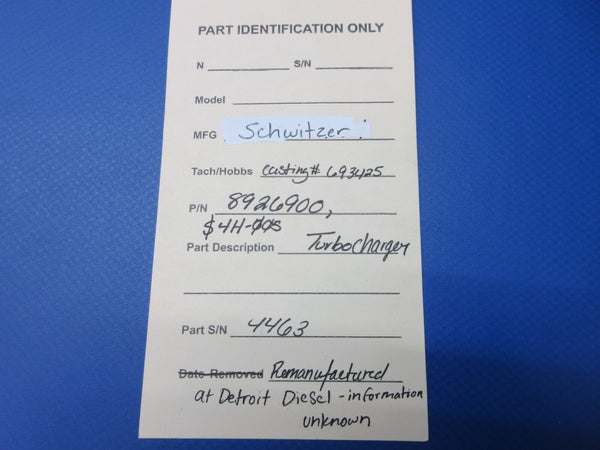 PART IDENTIFICATION ONLY
N S/N
Model
MFG Schwitzer
Tach/Hobbs casting# 693425
P/N 8926900,
$4H-00S
Part Description Turbocharger
Part S/N 4463
Date Removed Remanufactured
at Detroit Diesel - information
unknown